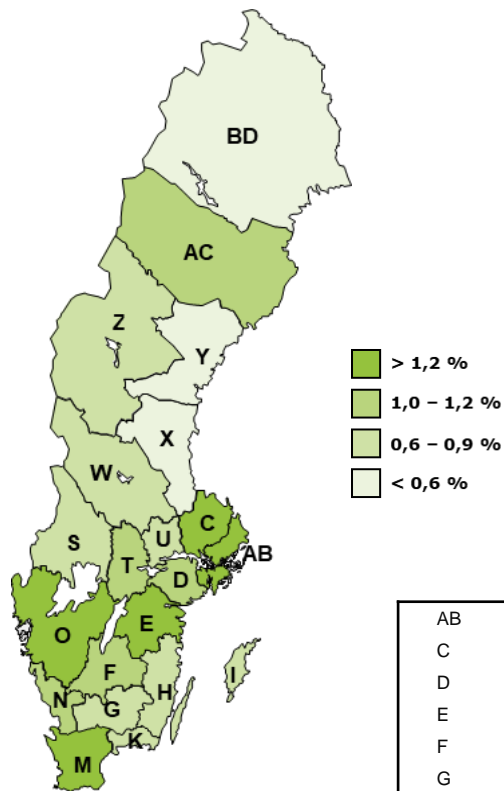 BD
AC
Z
Y
X
W
C
U
S
AB
T
D
O
E
F
I
N
H
G
K
M
> 1,2 %
1,0 – 1,2 %
0,6 – 0,9 %
< 0,6 %
AB
C
D
E
F
G